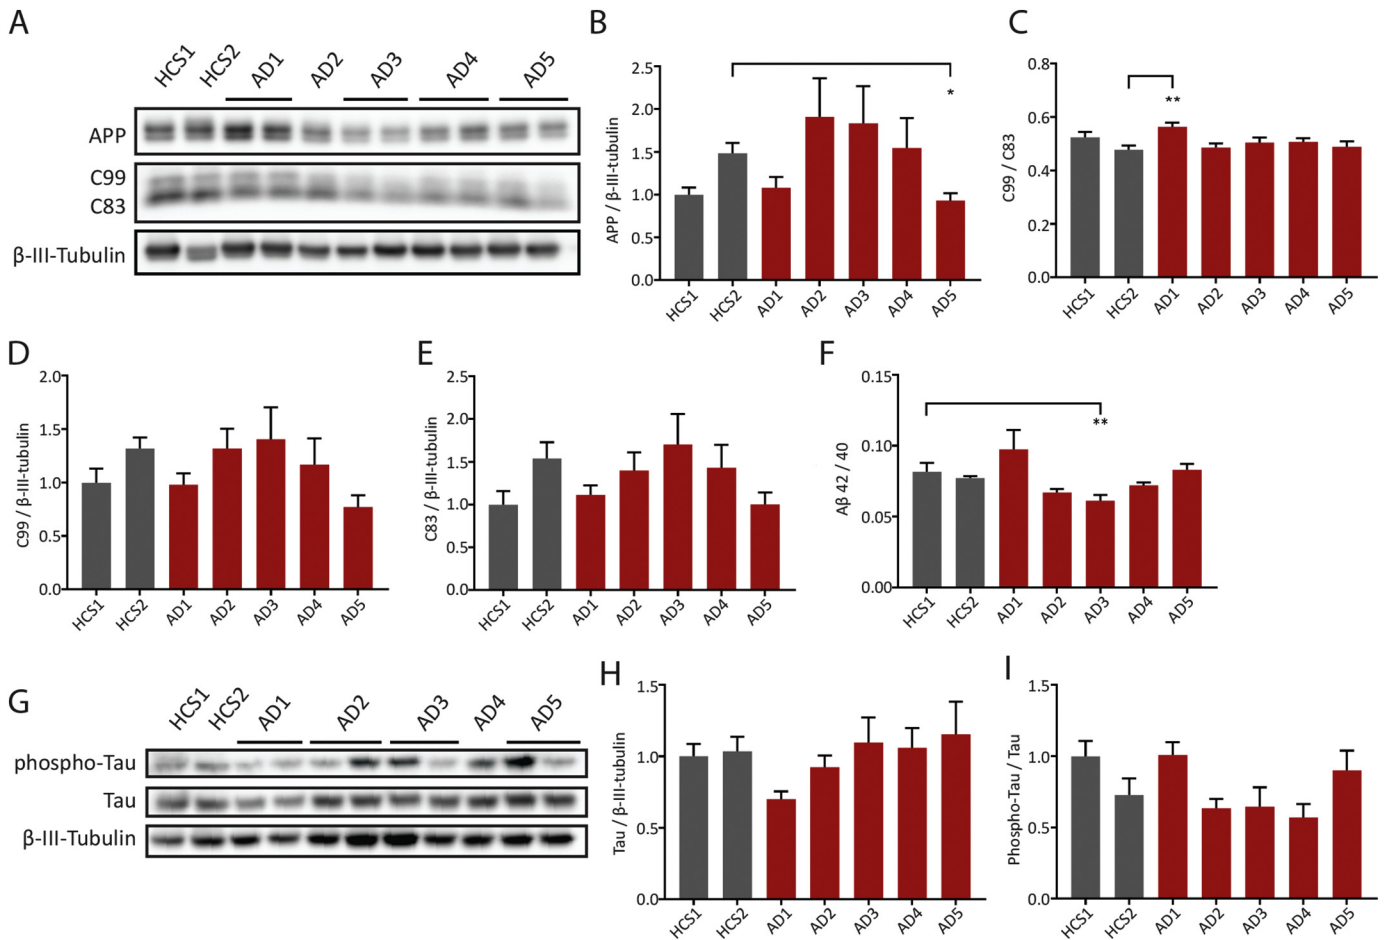 A
HCS1 HCS2 AD1 AD2 AD3 AD4 AD5
APP
C99
C83
β-III-Tubulin
B
APP / β-III-tubulin
2.5
2.0
1.5
1.0
0.5
0.0
*
HCS1 HCS2 AD1 AD2 AD3 AD4 AD5
C
C99 / C83
0.8
0.6
0.4
0.2
0.0
**
HCS1 HCS2 AD1 AD2 AD3 AD4 AD5
D
C99 / β-III-tubulin
2.0
1.5
1.0
0.5
0.0
HCS1 HCS2 AD1 AD2 AD3 AD4 AD5
E
C83 / β-III-tubulin
2.5
2.0
1.5
1.0
0.5
0.0
HCS1 HCS2 AD1 AD2 AD3 AD4 AD5
F
Aβ 42 / 40
0.15
0.10
0.05
0.00
**
HCS1 HCS2 AD1 AD2 AD3 AD4 AD5
G
HCS1 HCS2 AD1 AD2 AD3 AD4 AD5
phospho-Tau
Tau
β-III-Tubulin
H
Tau / β-III-tubulin
1.5
1.0
0.5
0.0
HCS1 HCS2 AD1 AD2 AD3 AD4 AD5
I
Phospho-Tau / Tau
1.5
1.0
0.5
0.0
HCS1 HCS2 AD1 AD2 AD3 AD4 AD5